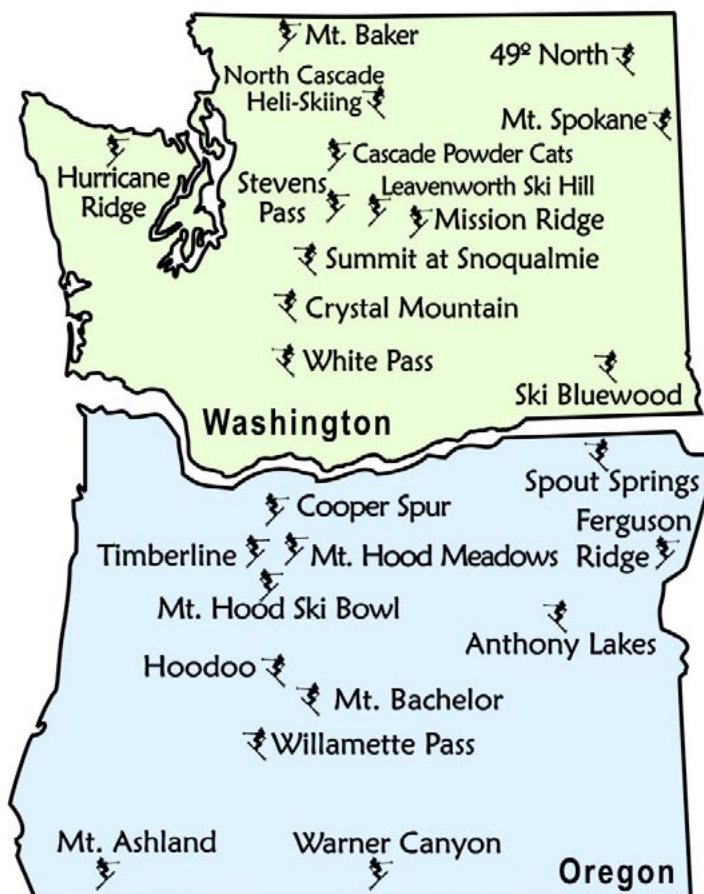 Mt. Baker
49º North
North Cascade
Heli-Skiing
Mt. Spokane
Hurricane
Ridge
Cascade Powder Cats
Stevens
Pass
Leavenworth Ski Hill
Mission Ridge
Summit at Snoqualmie
Crystal Mountain
White Pass
Ski Bluewood
Washington
Spout Springs
Cooper Spur
Ferguson
Ridge
Timberline
Mt. Hood Meadows
Mt. Hood Ski Bowl
Anthony Lakes
Hoodoo
Mt. Bachelor
Willamette Pass
Mt. Ashland
Warner Canyon
Oregon